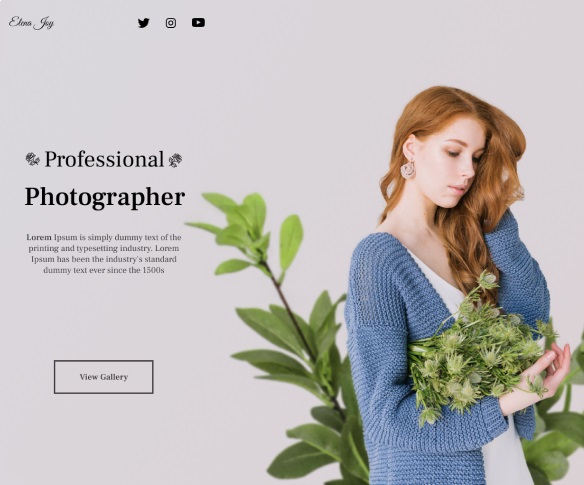 Elena Joy
Professional
Photographer
Lorem Ipsum is simply dummy text of the
printing and typesetting industry. Lorem
Ipsum has been the industry's standard
dummy text ever since the 1500s
View Gallery